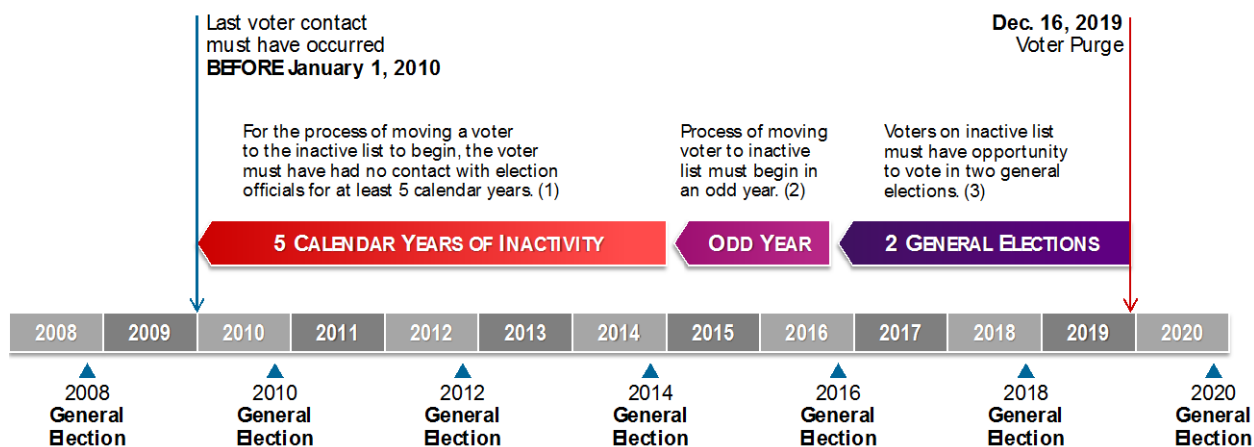 Last voter contact
must have occurred
BEFORE January 1, 2010
Dec. 16, 2019
Voter Purge
For the process of moving a voter
to the inactive list to begin, the voter
must have had no contact with election
officials for at least 5 calendar years. (1)
Process of moving
voter to inactive
list must begin in
an odd year. (2)
Voters on inactive list
must have opportunity
to vote in two general
elections. (3)
5 CALENDAR YEARS OF INACTIVITY
ODD YEAR
2 GENERAL ELECTIONS
2008 2009 2010 2011 2012 2013 2014 2015 2016 2017 2018 2019 2020
2008
General
Election
2010
General
Election
2012
General
Election
2014
General
Election
2016
General
Election
2018
General
Election
2020
General
Election